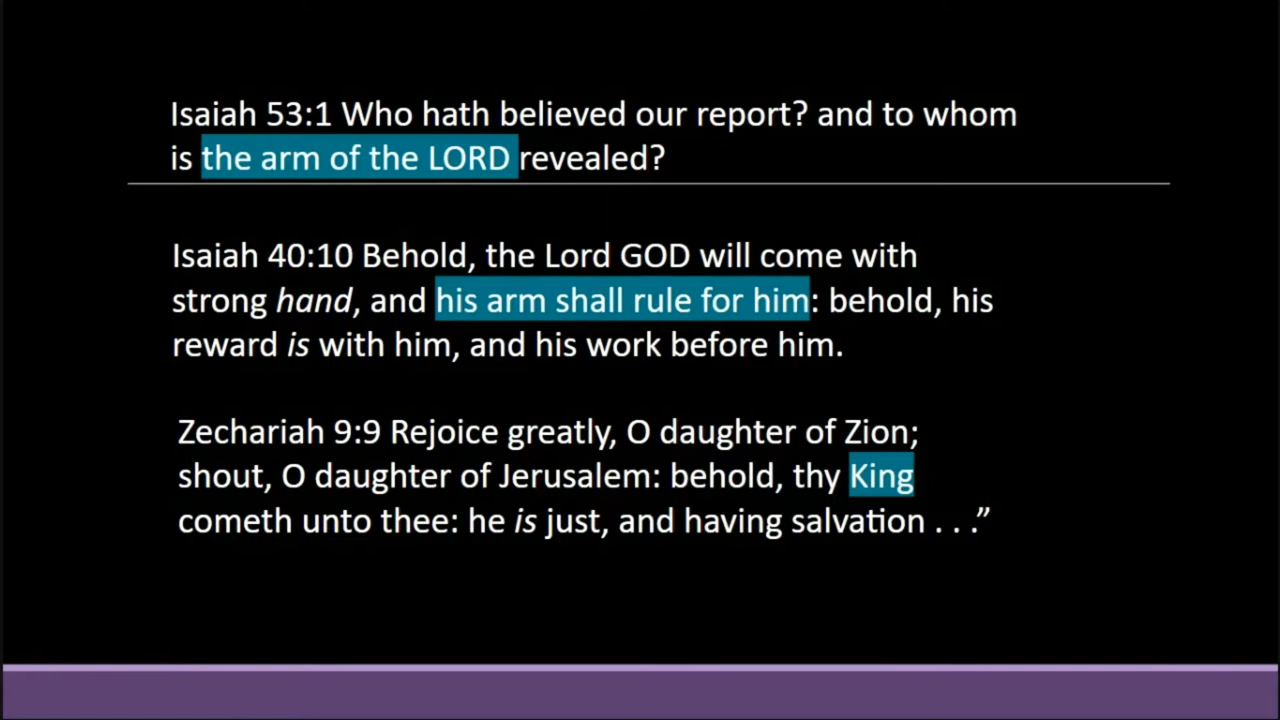 Isaiah 53:1 Who hath believed our report? and to whom
is the arm of the LORD revealed?
Isaiah 40:10 Behold, the Lord GOD will come with
strong hand, and his arm shall rule for him: behold, his
reward is with him, and his work before him.
Zechariah 9:9 Rejoice greatly, O daughter of Zion;
shout, O daughter of Jerusalem: behold, thy King
cometh unto thee: he is just, and having salvation . . .”